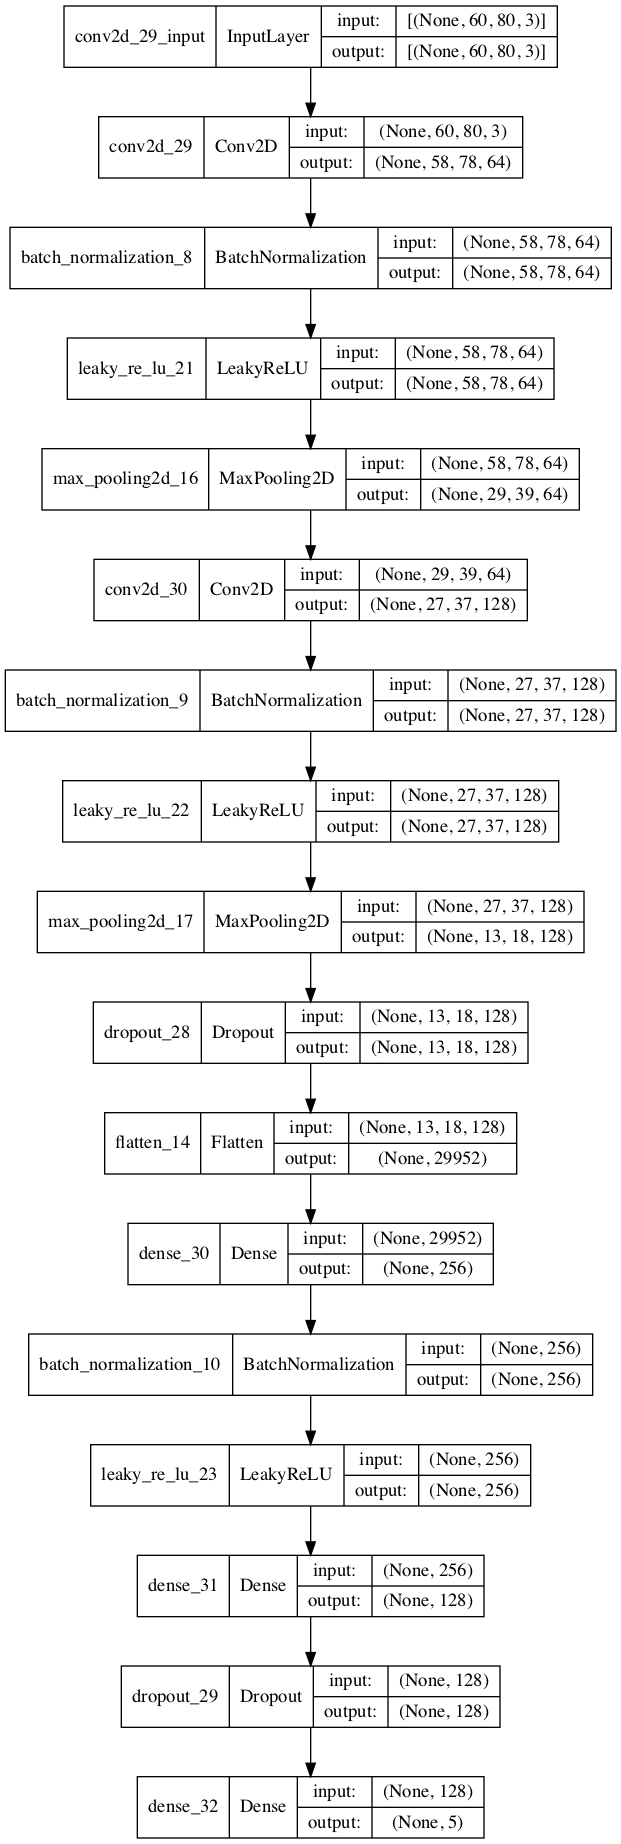 conv2d_29_input InputLayer input: [(None, 60, 80, 3)]
output: [(None, 60, 80, 3)]
conv2d_29 Conv2D input: (None, 60, 80, 3)
output: (None, 58, 78, 64)
batch_normalization_8 BatchNormalization input: (None, 58, 78, 64)
output: (None, 58, 78, 64)
leaky_re_lu_21 LeakyReLU input: (None, 58, 78, 64)
output: (None, 58, 78, 64)
max_pooling2d_16 MaxPooling2D input: (None, 58, 78, 64)
output: (None, 29, 39, 64)
conv2d_30 Conv2D input: (None, 29, 39, 64)
output: (None, 27, 37, 128)
batch_normalization_9 BatchNormalization input: (None, 27, 37, 128)
output: (None, 27, 37, 128)
leaky_re_lu_22 LeakyReLU input: (None, 27, 37, 128)
output: (None, 27, 37, 128)
max_pooling2d_17 MaxPooling2D input: (None, 27, 37, 128)
output: (None, 13, 18, 128)
dropout_28 Dropout input: (None, 13, 18, 128)
output: (None, 13, 18, 128)
flatten_14 Flatten input: (None, 13, 18, 128)
output: (None, 29952)
dense_30 Dense input: (None, 29952)
output: (None, 256)
batch_normalization_10 BatchNormalization input: (None, 256)
output: (None, 256)
leaky_re_lu_23 LeakyReLU input: (None, 256)
output: (None, 256)
dense_31 Dense input: (None, 256)
output: (None, 128)
dropout_29 Dropout input: (None, 128)
output: (None, 128)
dense_32 Dense input: (None, 128)
output: (None, 5)